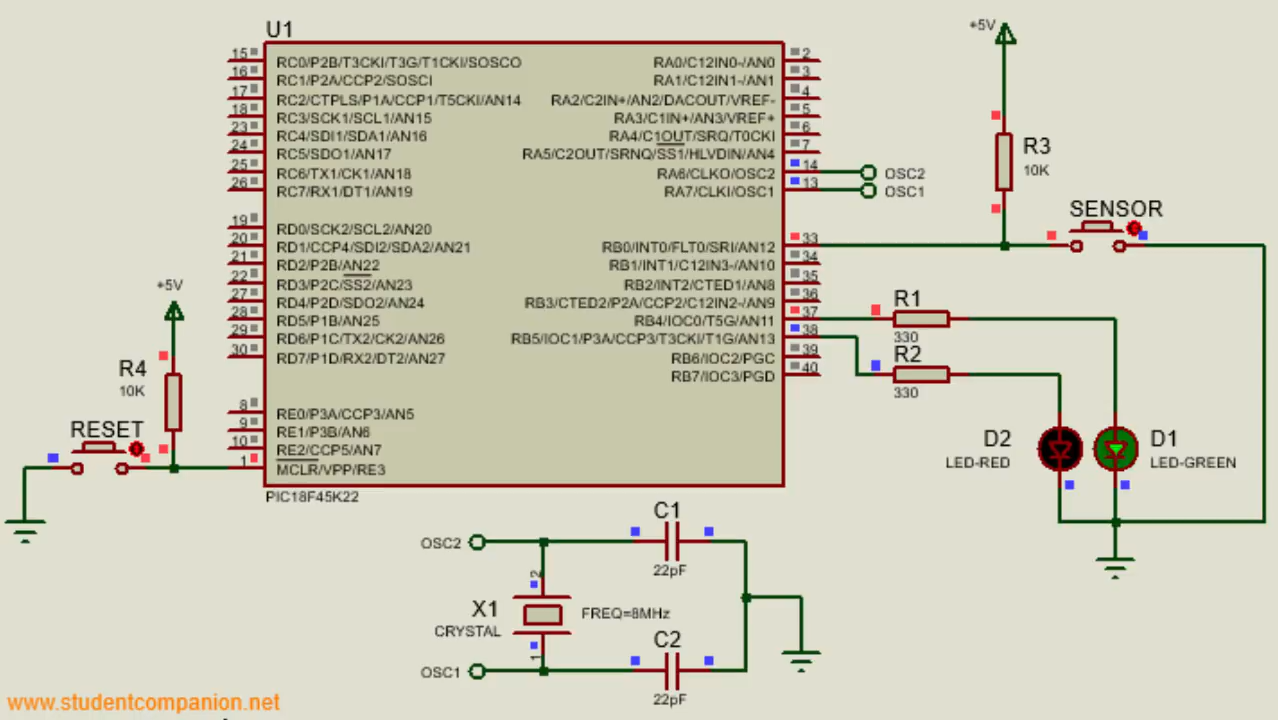 U1
15 RC0/P2B/T3CKI/T3G/T1CKI/SOSCO
16 RC1/P2A/CCP2/SOSCI
17 RC2/CTPLS/P1A/CCP1/T5CKI/AN14
18 RC3/SCK1/SCL1/AN15
23 RC4/SDI1/SDA1/AN16
24 RC5/SDO1/AN17
25 RC6/TX1/CK1/AN18
26 RC7/RX1/DT1/AN19
19 RD0/SCK2/SCL2/AN20
20 RD1/CCP4/SDI2/SDA2/AN21
21 RD2/P2B/AN22
22 RD3/P2C/SS2/AN23
27 RD4/P2D/SDO2/AN24
28 RD5/P1B/AN25
29 RD6/P1C/TX2/CK2/AN26
30 RD7/P1D/RX2/DT2/AN27
8 RE0/P3A/CCP3/AN5
9 RE1/P3B/AN6
10 RE2/CCP5/AN7
1 MCLR/VPP/RE3
RA0/C12IN0-/AN0 2
RA1/C12IN1-/AN1 3
RA2/C2IN+/AN2/DACOUT/VREF- 4
RA3/C1IN+/AN3/VREF+ 5
RA4/C1OUT/SRQ/T0CKI 6
RA5/C2OUT/SRNQ/SS1/HLVDIN/AN4 7
RA6/CLKO/OSC2 14 OSC2
RA7/CLKI/OSC1 13 OSC1
RB0/INT0/FLT0/SRI/AN12 33
RB1/INT1/C12IN3-/AN10 34
RB2/INT2/CTED1/AN8 35
RB3/CTED2/P2A/CCP2/C12IN2-/AN9 36
RB4/IOC0/T5G/AN11 37
RB5/IOC1/P3A/CCP3/T3CKI/T1G/AN13 38
RB6/IOC2/PGC 39
RB7/IOC3/PGD 40
PIC18F45K22
+5V
R4
10K
RESET
+5V
R3
10K
SENSOR
R1
330
R2
330
D2
LED-RED
D1
LED-GREEN
C1
22pF
OSC2
2
X1
CRYSTAL
FREQ=8MHz
1
OSC1
C2
22pF
www.studentcompanion.net